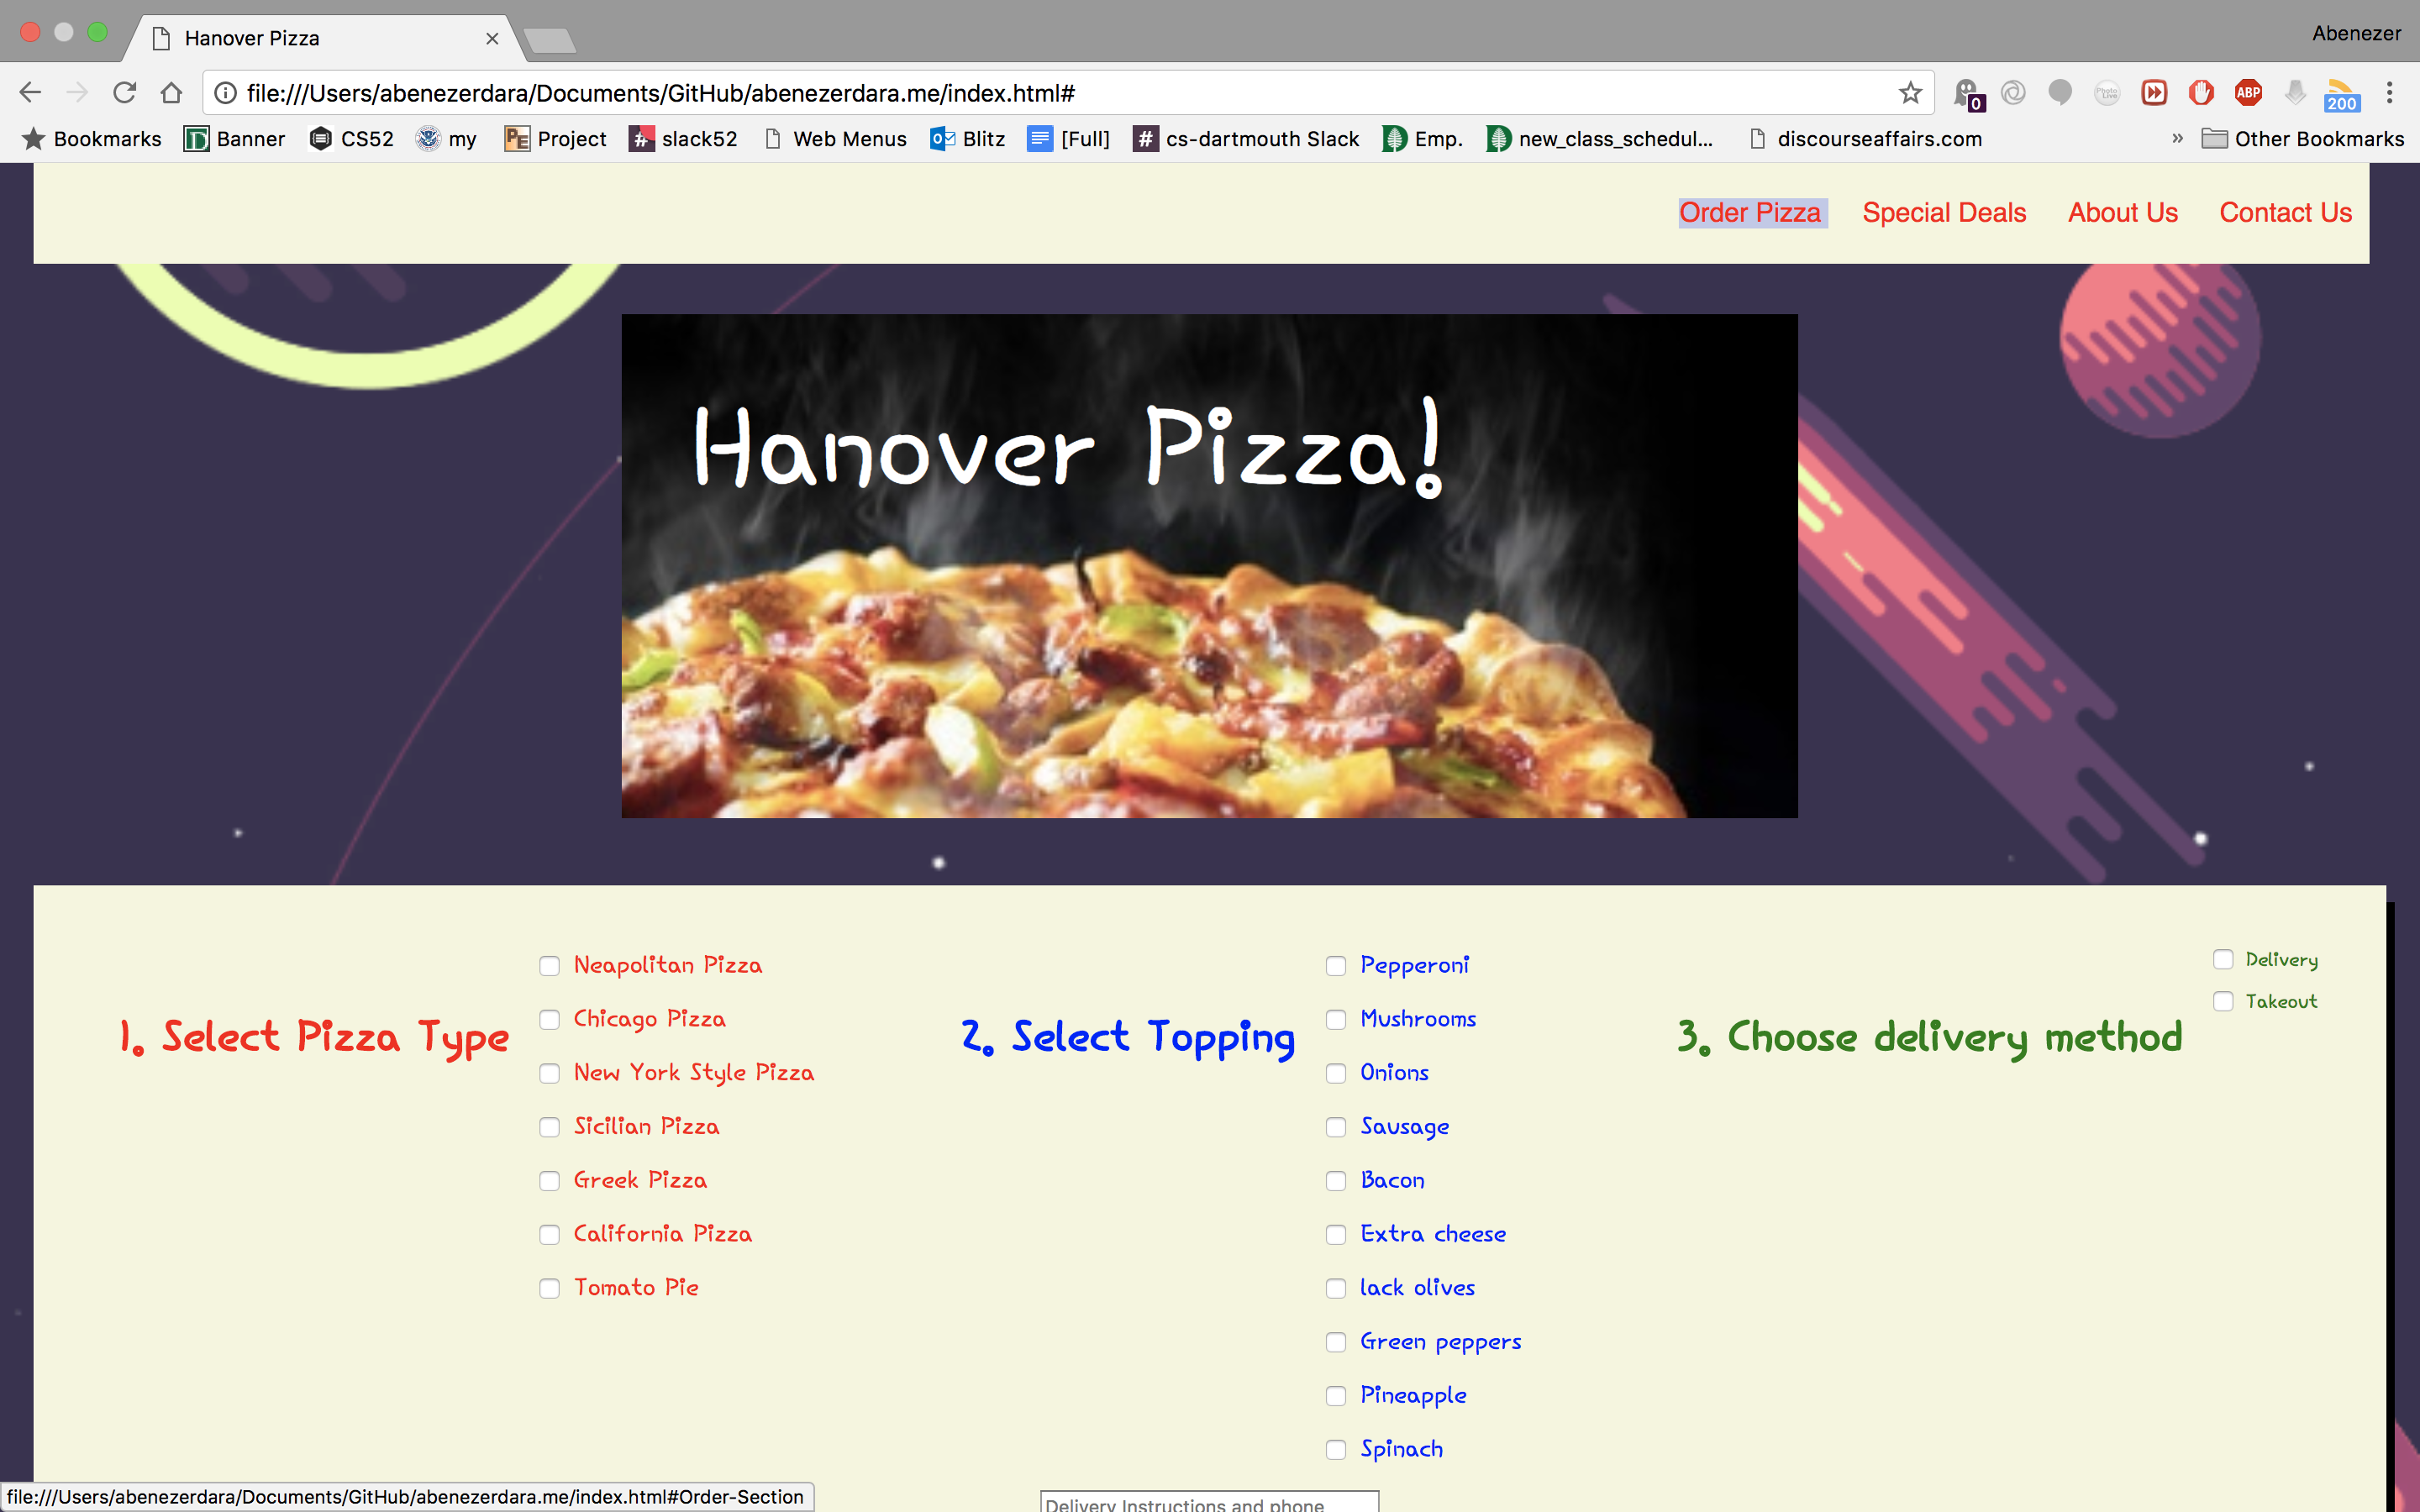 Hanover Pizza
Abenezer
file:///Users/abenezerdara/Documents/GitHub/abenezerdara.me/index.html#
0
Photo Live
ABP
200
Bookmarks Banner CS52 my Project slack52 Web Menus Blitz [Full] cs-dartmouth Slack Emp. new_class_schedul... discourseaffairs.com » Other Bookmarks
Order Pizza Special Deals About Us Contact Us
Hanover Pizza!
1. Select Pizza Type
Neapolitan Pizza
Chicago Pizza
New York Style Pizza
Sicilian Pizza
Greek Pizza
California Pizza
Tomato Pie
2. Select Topping
Pepperoni
Mushrooms
Onions
Sausage
Bacon
Extra cheese
lack olives
Green peppers
Pineapple
Spinach
3. Choose delivery method
Delivery
Takeout
Delivery Instructions and phone
file:///Users/abenezerdara/Documents/GitHub/abenezerdara.me/index.html#Order-Section